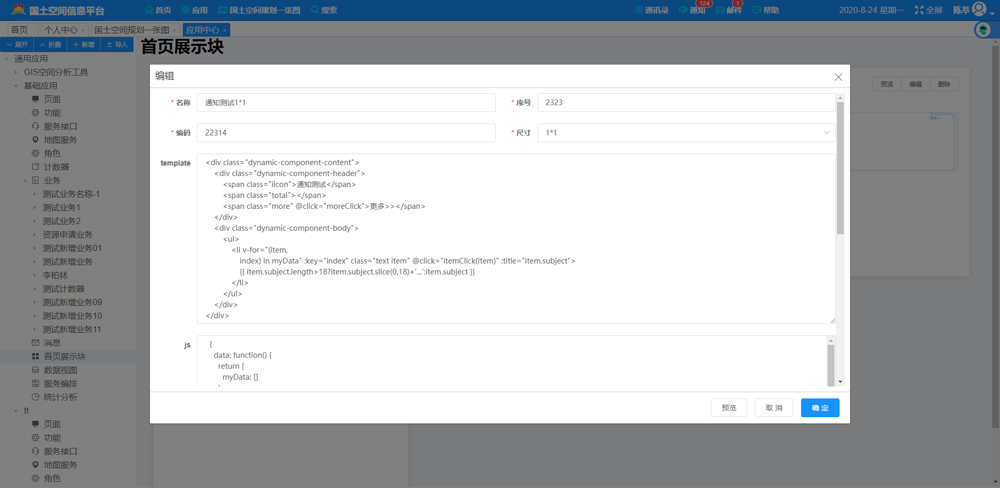 国土空间信息平台
首页
应用
国土空间规划一张图
搜索
通讯录
通知
124
邮件
1
帮助
2020-8-24 星期一
全屏
陈萃
首页
个人中心 ×
国土空间规划一张图 ×
应用中心 ×
展开
折叠
新增
导入
首页展示块
通用应用
GIS空间分析工具
基础应用
页面
功能
服务接口
地图服务
角色
计数器
业务
测试业务名称-1
测试业务1
测试业务2
资源申请业务
测试新增业务01
测试新增业务
李柏林
测试计数器
测试新增业务09
测试新增业务10
测试新增业务11
消息
首页展示块
数据视图
服务编排
统计分析
tt
页面
功能
服务接口
地图服务
角色
预览
编辑
删除
更多>>
编辑
* 名称
通知测试1*1
* 序号
2323
* 编码
22314
* 尺寸
1*1
template
<div class="dynamic-component-content">
<div class="dynamic-component-header">
<span class="iicon">通知测试</span>
<span class="total"></span>
<span class="more" @click="moreClick">更多>></span>
</div>
<div class="dynamic-component-body">
<ul>
<li v-for="(item,
index) in myData" :key="index" class="text item" @click="itemClick(item)" :title="item.subject">
{{ item.subject.length>18?item.subject.slice(0,18)+'...':item.subject }}
</li>
</ul>
</div>
</div>
js
{
data: function() {
return {
myData: []
预览
取 消
确 定